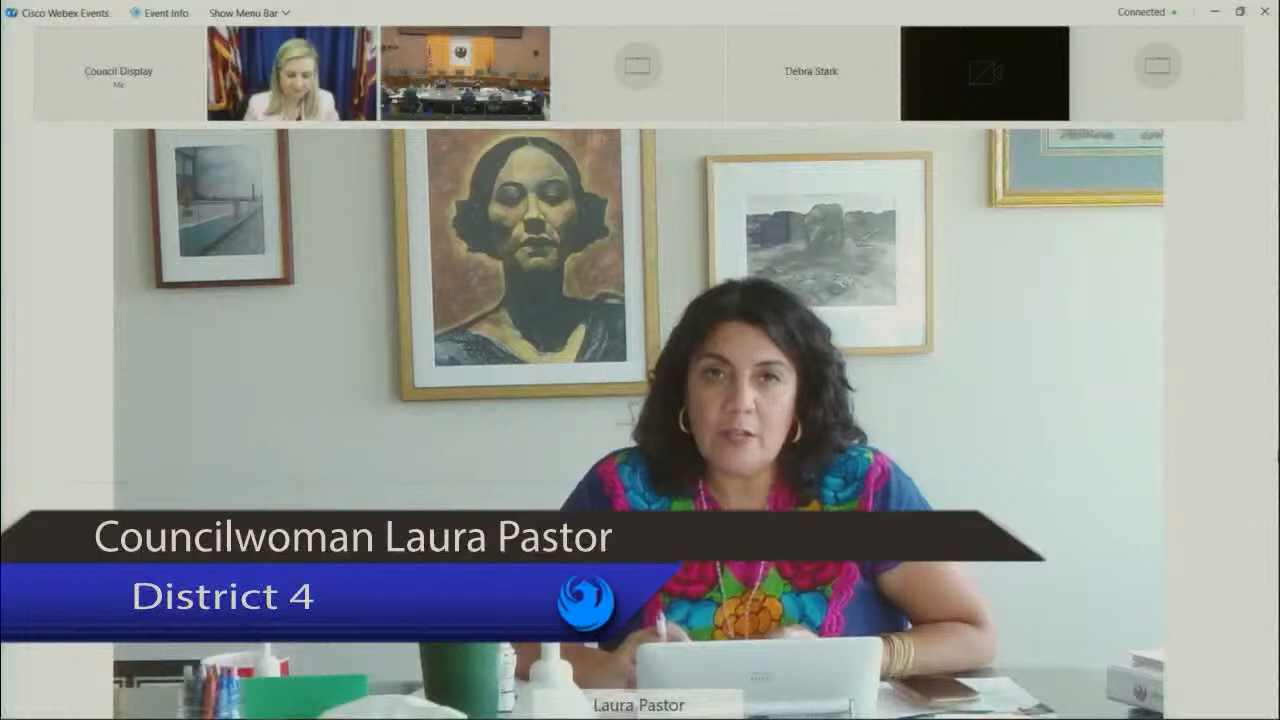 Cisco Webex Events
Event Info
Show Menu Bar
Connected
Council Display
Me
Debra Stark
Councilwoman Laura Pastor
District 4
Laura Pastor